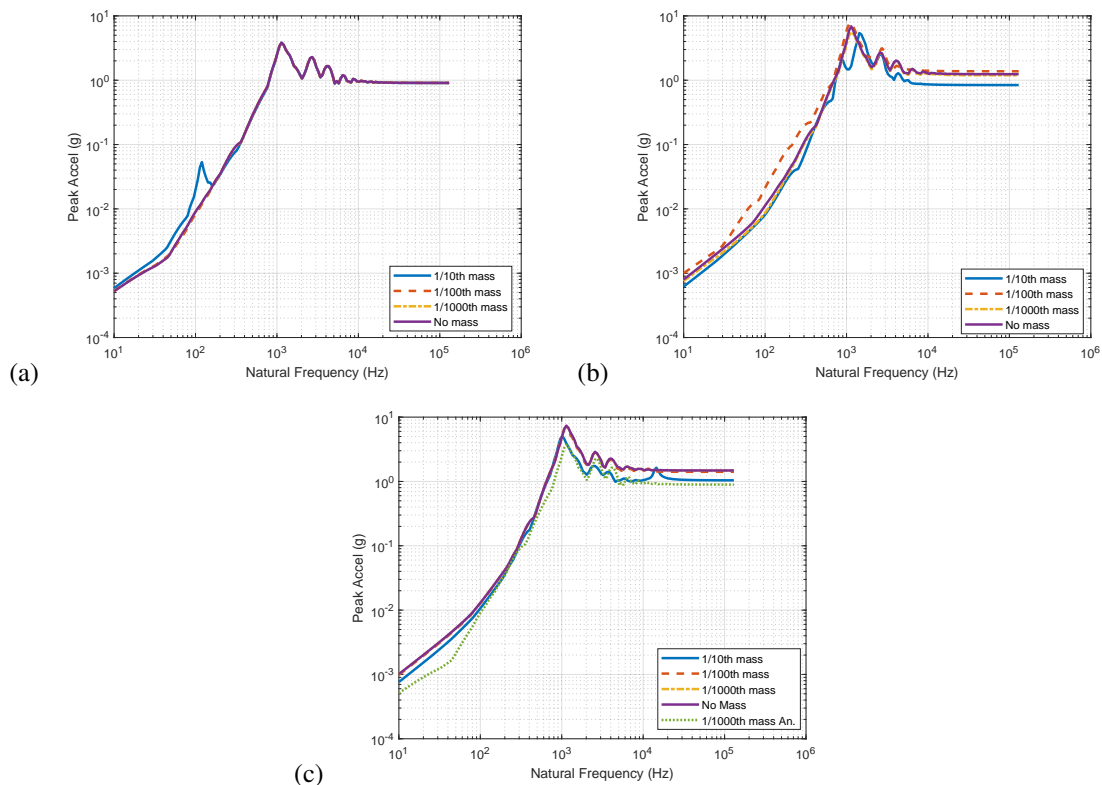 10^1
10^0
10^-1
10^-2
10^-3
10^-4
Peak Accel (g)
1/10th mass
1/100th mass
1/1000th mass
No mass
10^1 10^2 10^3 10^4 10^5 10^6
Natural Frequency (Hz)
(a)
10^1
10^0
10^-1
10^-2
10^-3
10^-4
Peak Accel (g)
1/10th mass
1/100th mass
1/1000th mass
No mass
10^1 10^2 10^3 10^4 10^5 10^6
Natural Frequency (Hz)
(b)
10^1
10^0
10^-1
10^-2
10^-3
10^-4
Peak Accel (g)
1/10th mass
1/100th mass
1/1000th mass
No Mass
1/1000th mass An.
10^1 10^2 10^3 10^4 10^5 10^6
Natural Frequency (Hz)
(c)